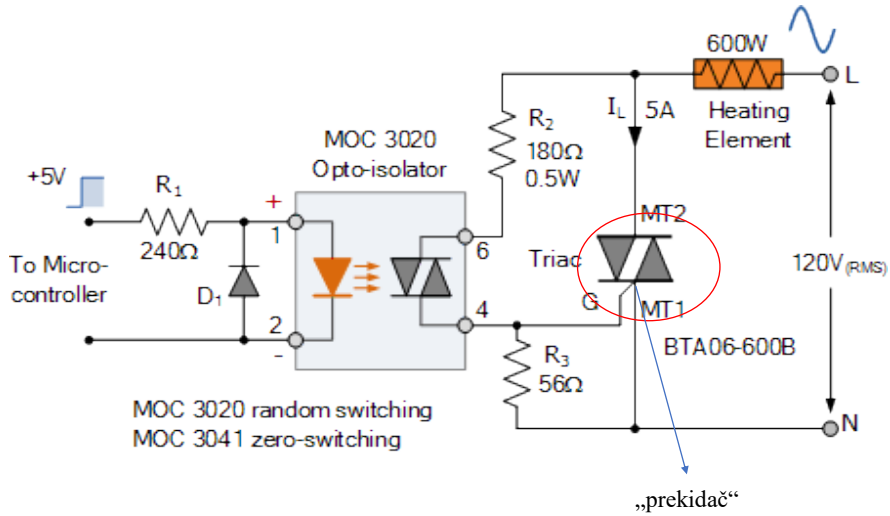 600W
L
Heating
Element
I_L 5A
R₂
180Ω
0.5W
MOC 3020
Opto-isolator
+5V
R₁
240Ω
+
1
6
To Micro-
controller
D₁
2
-
4
Triac
MT2
G
MT1
BTA06-600B
120V(RMS)
R₃
56Ω
N
MOC 3020 random switching
MOC 3041 zero-switching
„prekidač“